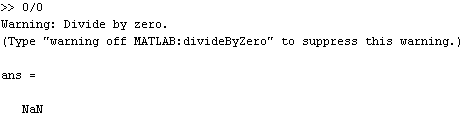 >> 0/0
Warning: Divide by zero.
(Type "warning off MATLAB:divideByZero" to suppress this warning.)
ans =
NaN